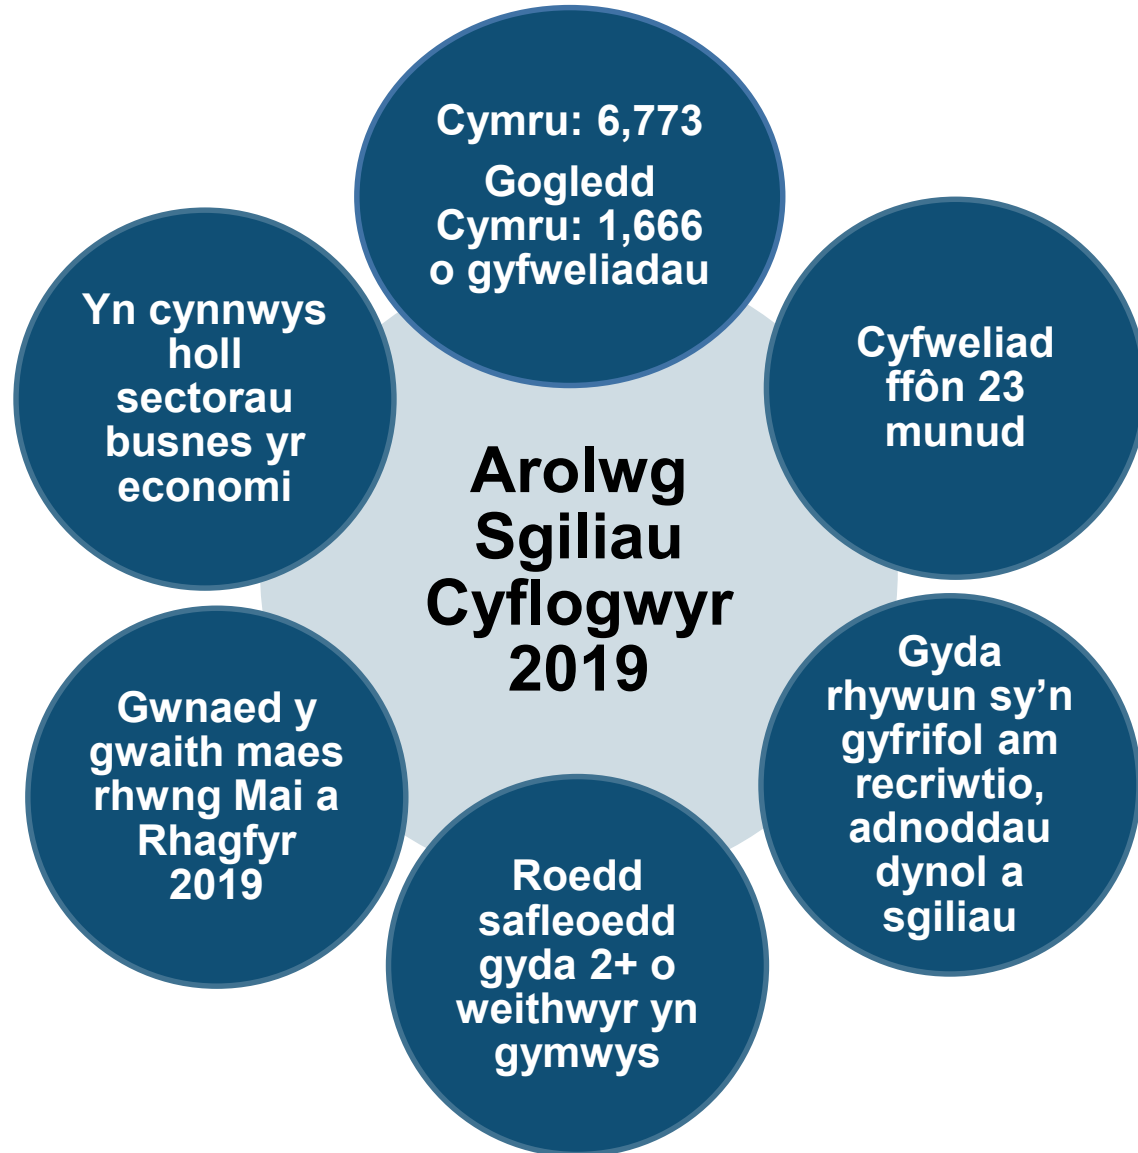 Cymru: 6,773
Gogledd
Cymru: 1,666
o gyfweliadau
Cyfweliad
ffôn 23
munud
Gyda
rhywun sy’n
gyfrifol am
recriwtio,
adnoddau
dynol a
sgiliau
Roedd
safleoedd
gyda 2+ o
weithwyr yn
gymwys
Gwnaed y
gwaith maes
rhwng Mai a
Rhagfyr
2019
Yn cynnwys
holl
sectorau
busnes yr
economi
Arolwg
Sgiliau
Cyflogwyr
2019